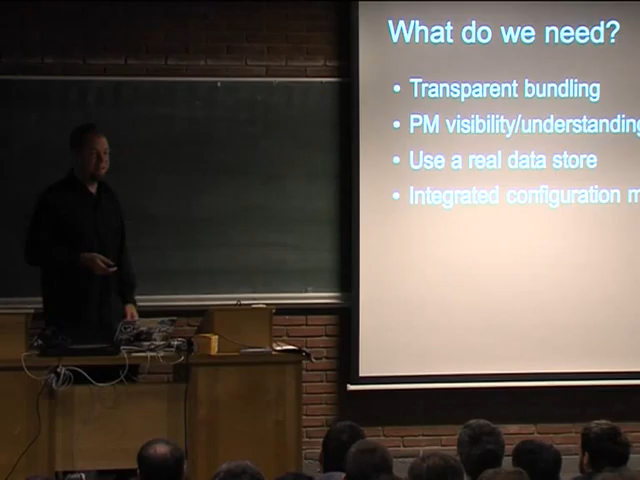 What do we need?
• Transparent bundling
• PM visibility/understanding
• Use a real data store
• Integrated configuration m